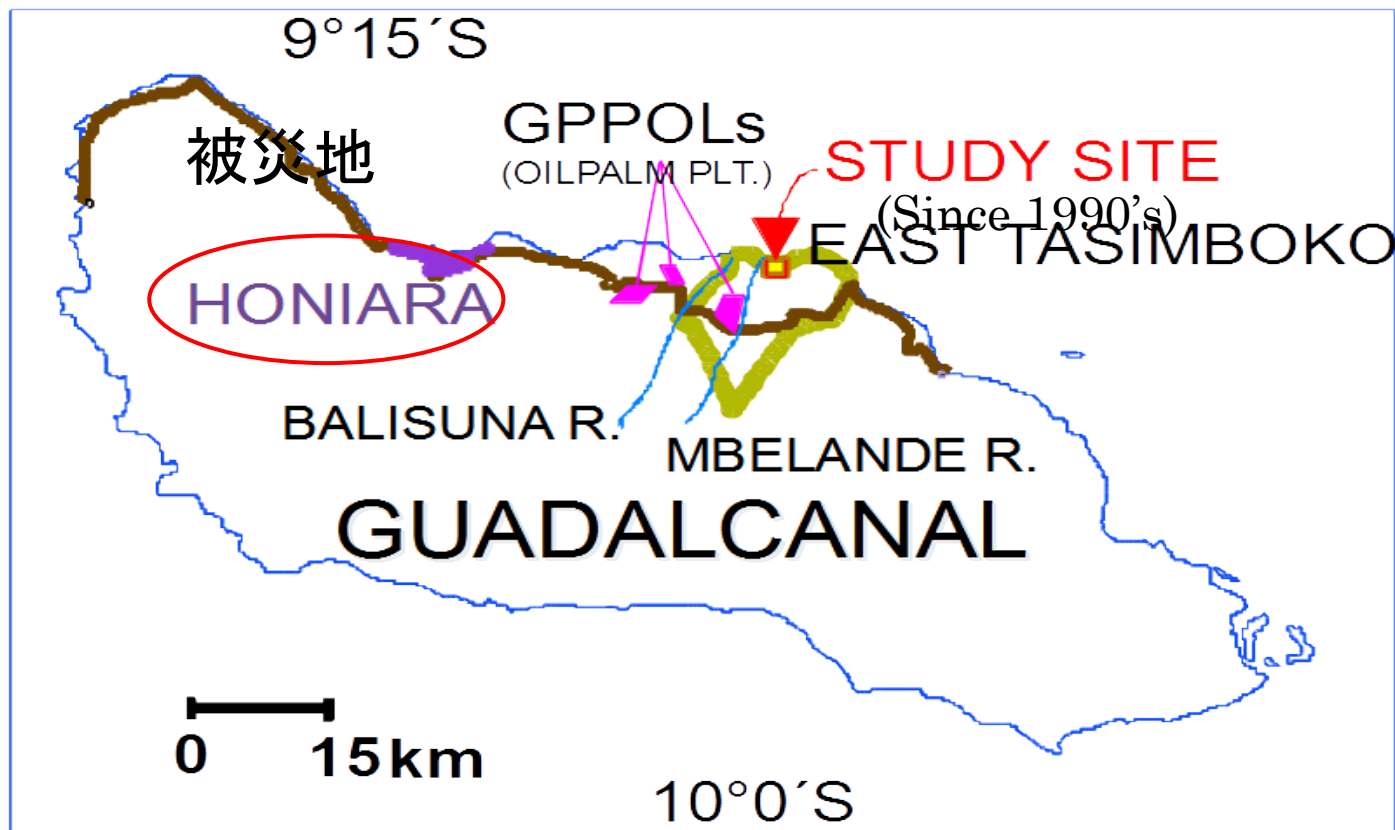 9°15´S
GPPOLs
(OILPALM PLT.)
被災地
STUDY SITE
(Since 1990's)
EAST TASIMBOKO
HONIARA
BALISUNA R.
MBELANDE R.
GUADALCANAL
0 15km
10°0´S